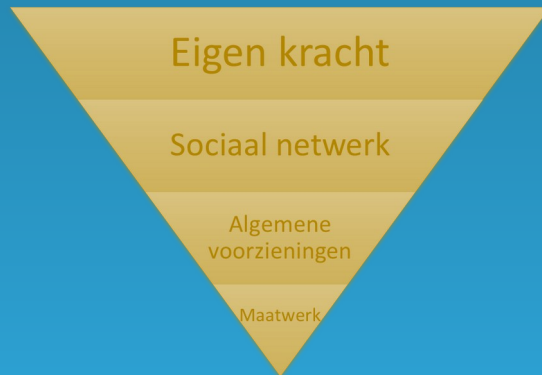 Eigen kracht
Sociaal netwerk
Algemene
voorzieningen
Maatwerk